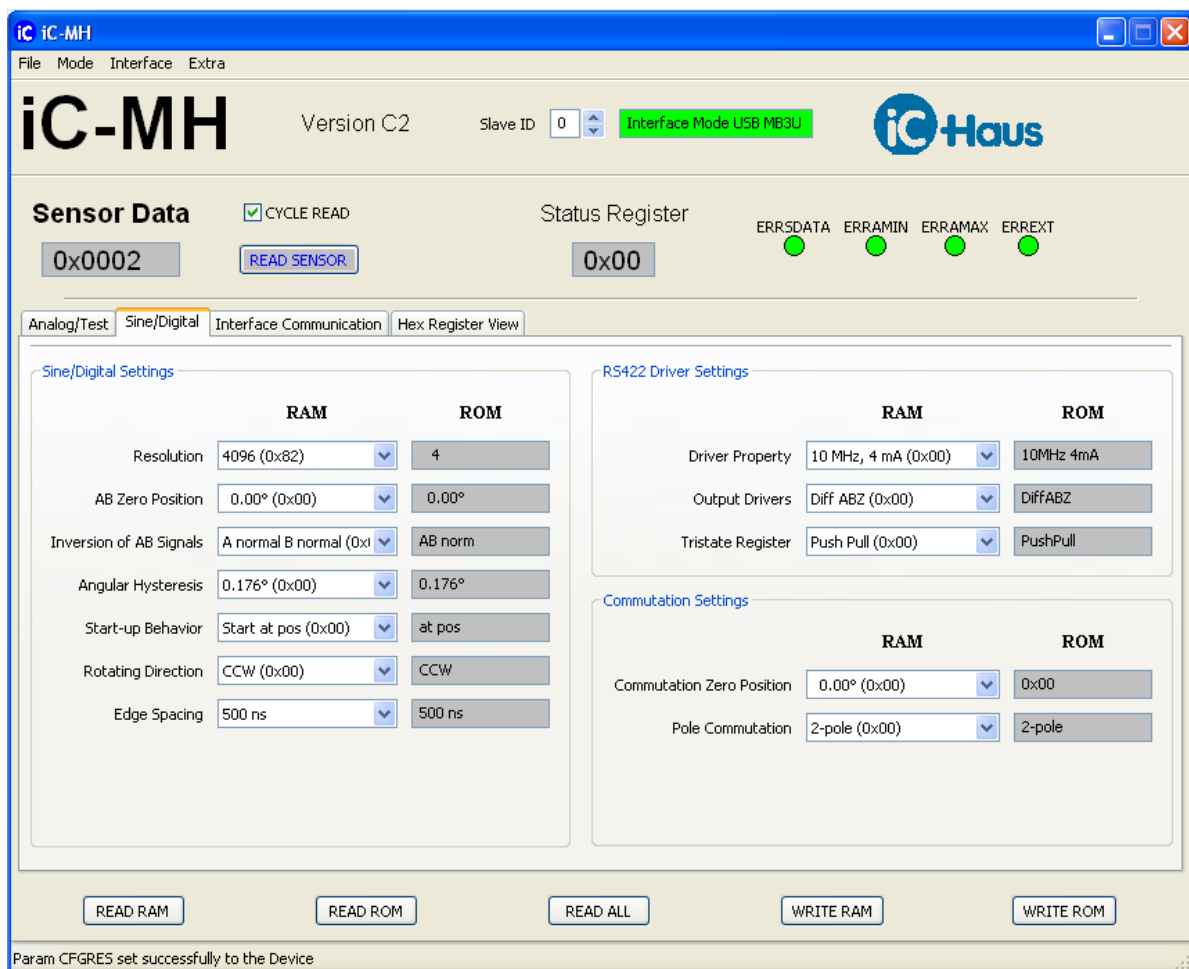 iC iC-MH
File Mode Interface Extra
iC-MH Version C2 Slave ID 0 Interface Mode USB MB3U iC Haus
Sensor Data CYCLE READ Status Register ERRSDATA ERRAMIN ERRAMAX ERREXT
0x0002 READ SENSOR 0x00
Analog/Test Sine/Digital Interface Communication Hex Register View
Sine/Digital Settings
RAM ROM
Resolution 4096 (0x82) 4
AB Zero Position 0.00° (0x00) 0.00°
Inversion of AB Signals A normal B normal (0x AB norm
Angular Hysteresis 0.176° (0x00) 0.176°
Start-up Behavior Start at pos (0x00) at pos
Rotating Direction CCW (0x00) CCW
Edge Spacing 500 ns 500 ns
RS422 Driver Settings
RAM ROM
Driver Property 10 MHz, 4 mA (0x00) 10MHz 4mA
Output Drivers Diff ABZ (0x00) DiffABZ
Tristate Register Push Pull (0x00) PushPull
Commutation Settings
RAM ROM
Commutation Zero Position 0.00° (0x00) 0x00
Pole Commutation 2-pole (0x00) 2-pole
READ RAM READ ROM READ ALL WRITE RAM WRITE ROM
Param CFGRES set successfully to the Device